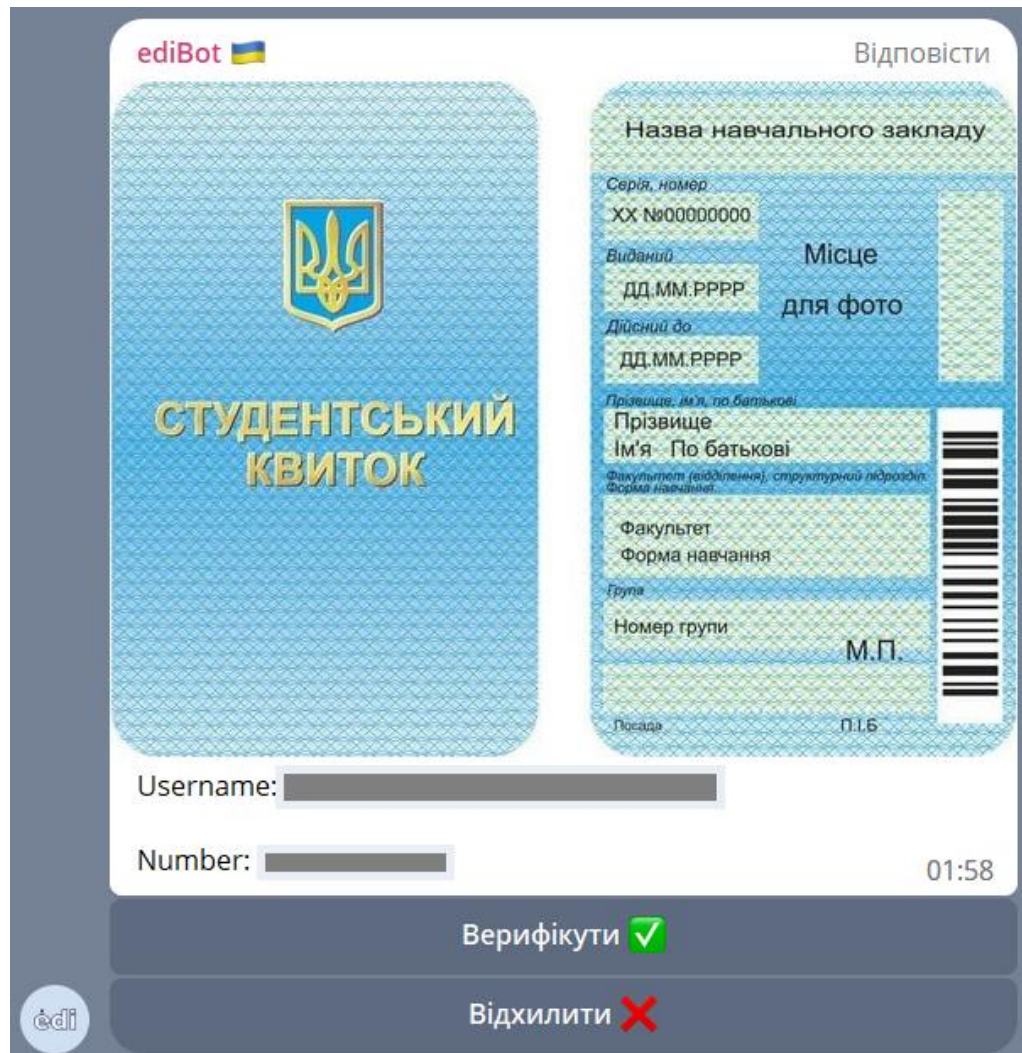 ediBot 🇺🇦
Відповісти
СТУДЕНТСЬКИЙ
КВИТОК
Назва навчального закладу
Серія, номер
ХХ №00000000
Виданий
ДД.ММ.РРРР
Дійсний до
ДД.ММ.РРРР
Місце
для фото
Прізвище, ім'я, по батькові
Прізвище
Ім'я По батькові
Факультет (відділення), структурний підрозділ.
Форма навчання.
Факультет
Форма навчання
Група
Номер групи
М.П.
Посада
П.І.Б
Username:
Number:
01:58
Верифікути ✅
Відхилити ❌
edi